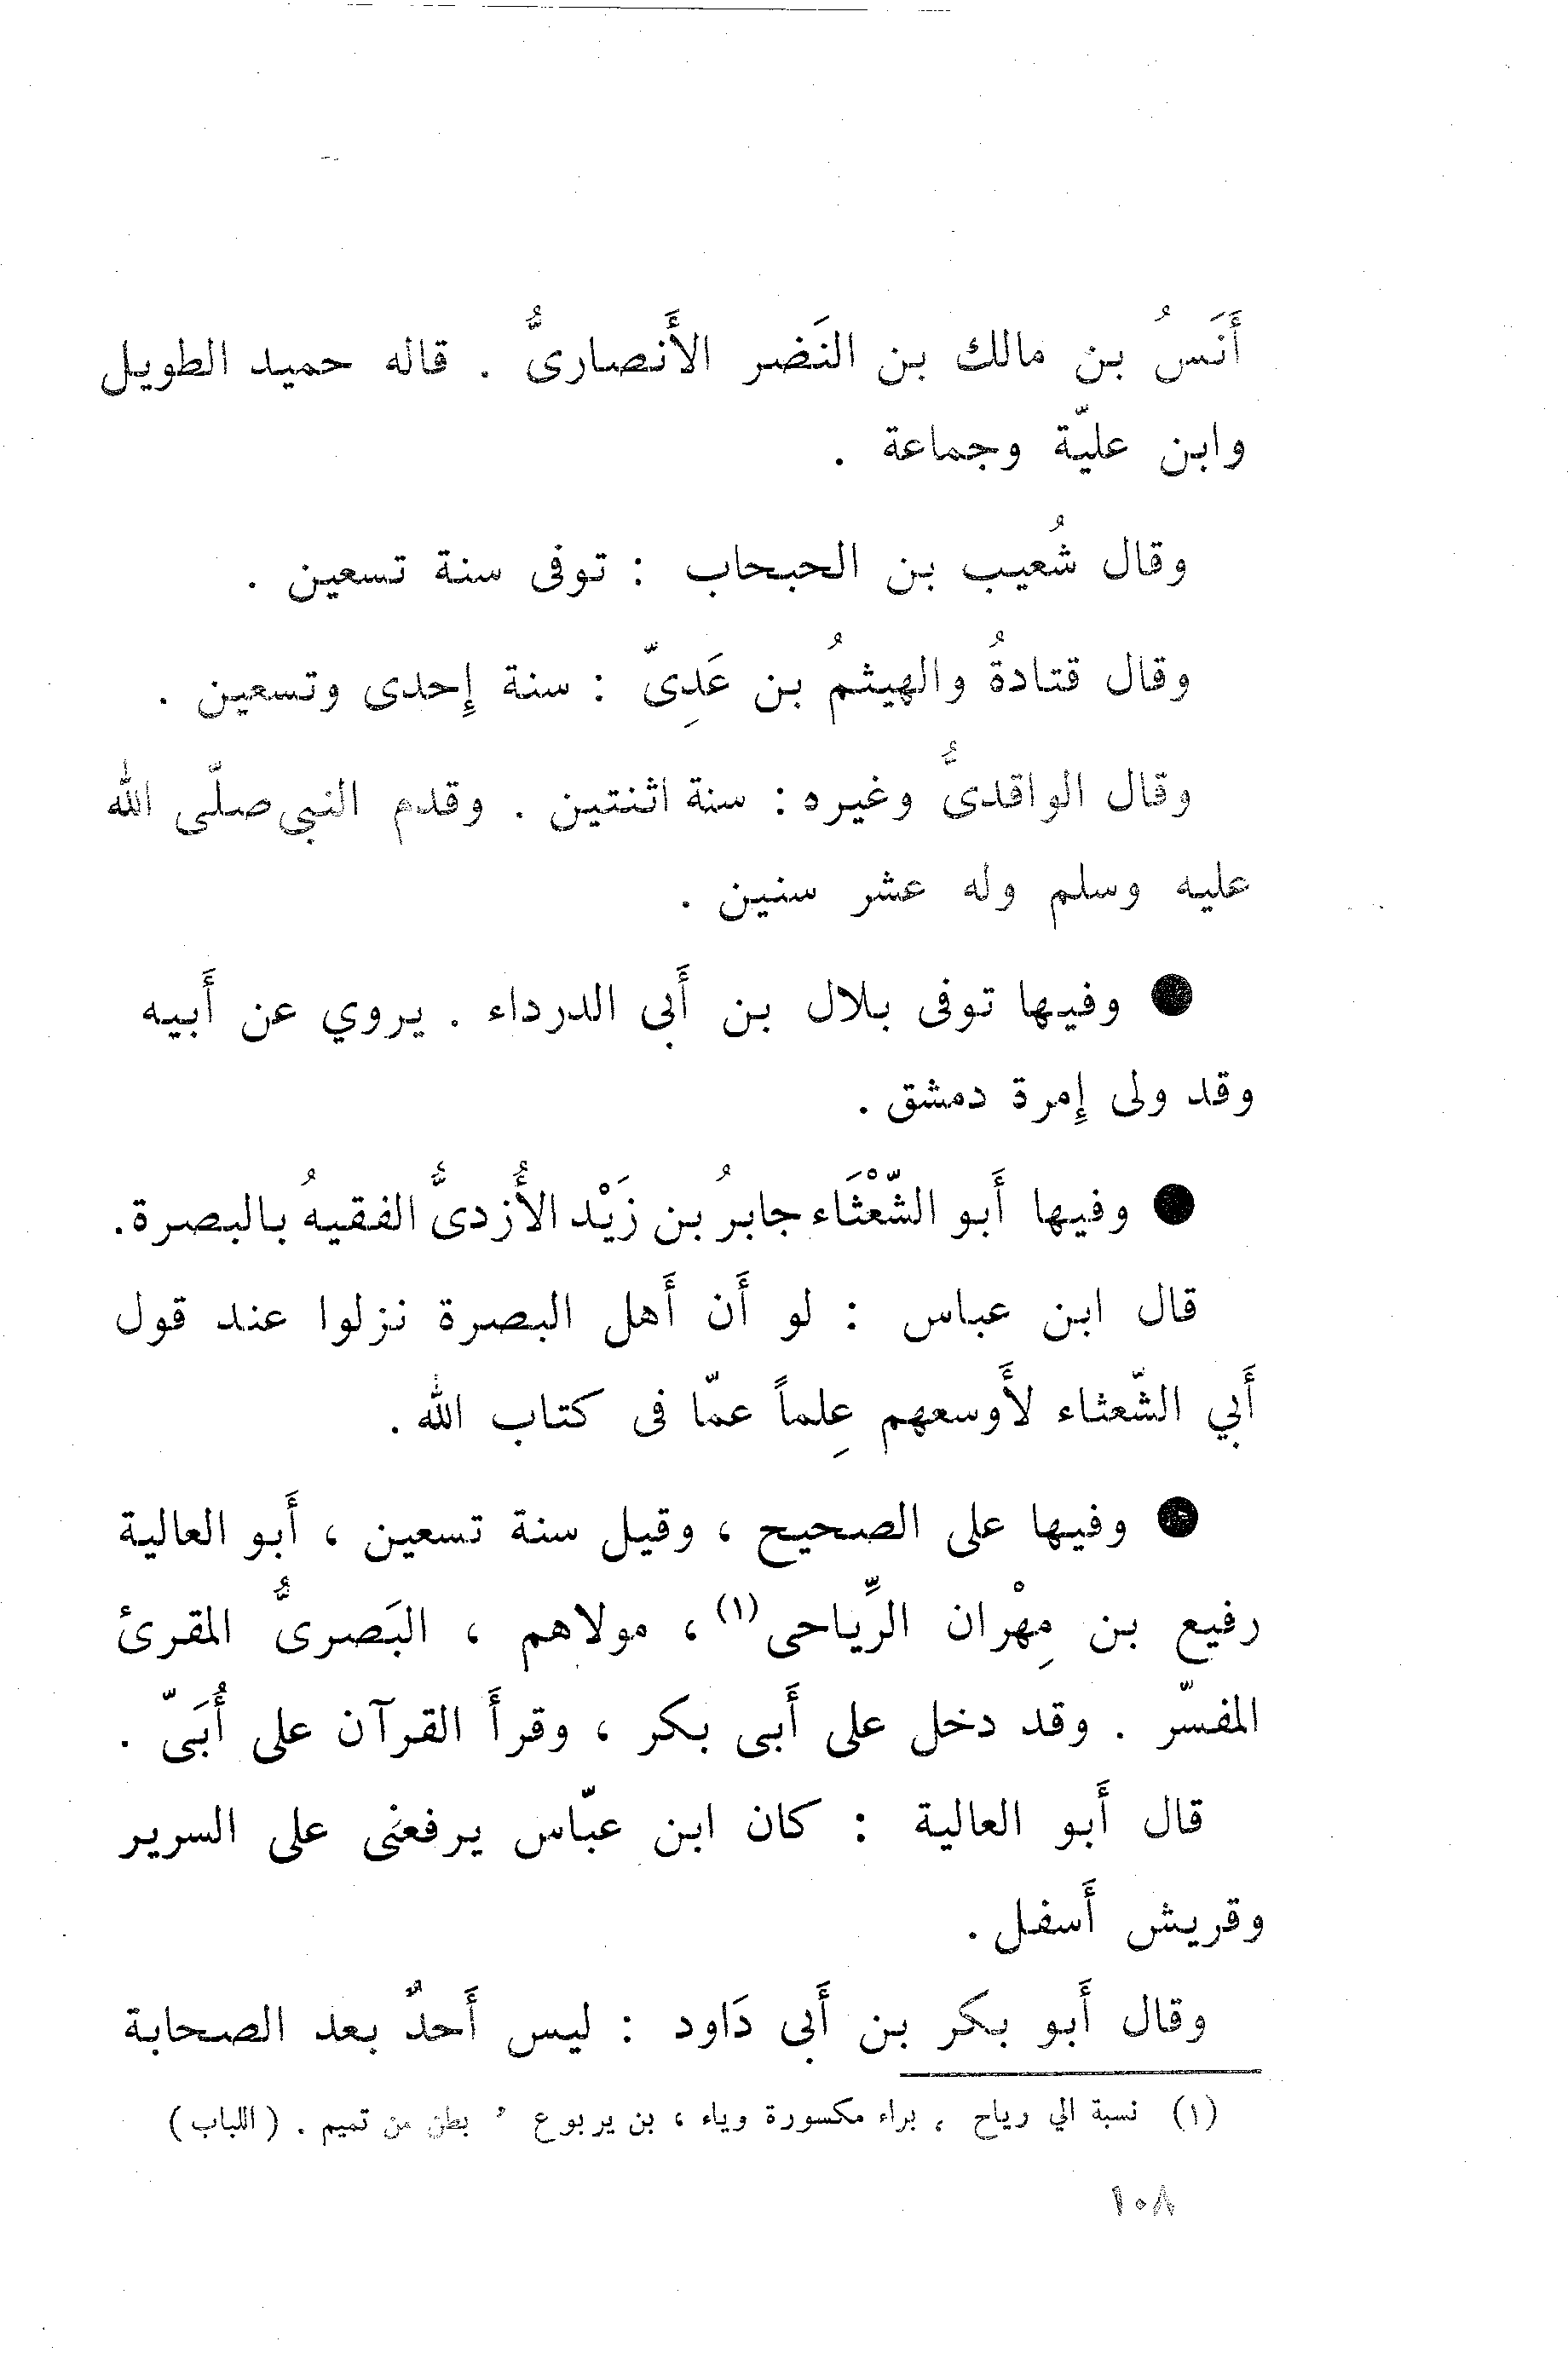 أَنَسُ بن مالك بن النَضر الأَنصارىُّ . قاله حميد الطويل
وابن عليّة وجماعة .
وقال شُعيب بن الحبحاب : توفى سنة تسعين .
وقال قتادةُ والهيثمُ بن عَدِىّ : سنة إِحدى وتسعين .
وقال الواقدىُّ وغيره : سنة اثنتين . وقدم النبى صلّى الله
عليه وسلم وله عشر سنين .
● وفيها توفى بلال بن أَبى الدرداء . يروي عن أَبيه
وقد ولى إِمرة دمشق .
● وفيها أَبو الشّعْثَاء جابرُ بن زَيْد الأُزدىُّ الفقيهُ بالبصرة .
قال ابن عباس : لو أَن أَهل البصرة نزلوا عند قول
أَبي الشّعثاء لأَوسعهم عِلماً عمّا فى كتاب الله .
● وفيها على الصحيح ، وقيل سنة تسعين ، أَبو العالية
رفيع بن مِهْران الرِّياحى (١) ، مولاهم ، البَصرىُّ المقرئ
المفسّر . وقد دخل على أَبى بكر ، وقرأَ القرآن على أُبَىّ .
قال أَبو العالية : كان ابن عبّاس يرفعنى على السرير
وقريش أَسفل .
وقال أَبو بكر بن أَبى دَاود : ليس أَحدٌ بعد الصحابة
(١) نسبة الي رياح ، براء مكسورة وياء ، بن يربوع ، بطن من تميم . (اللباب)
١٠٨